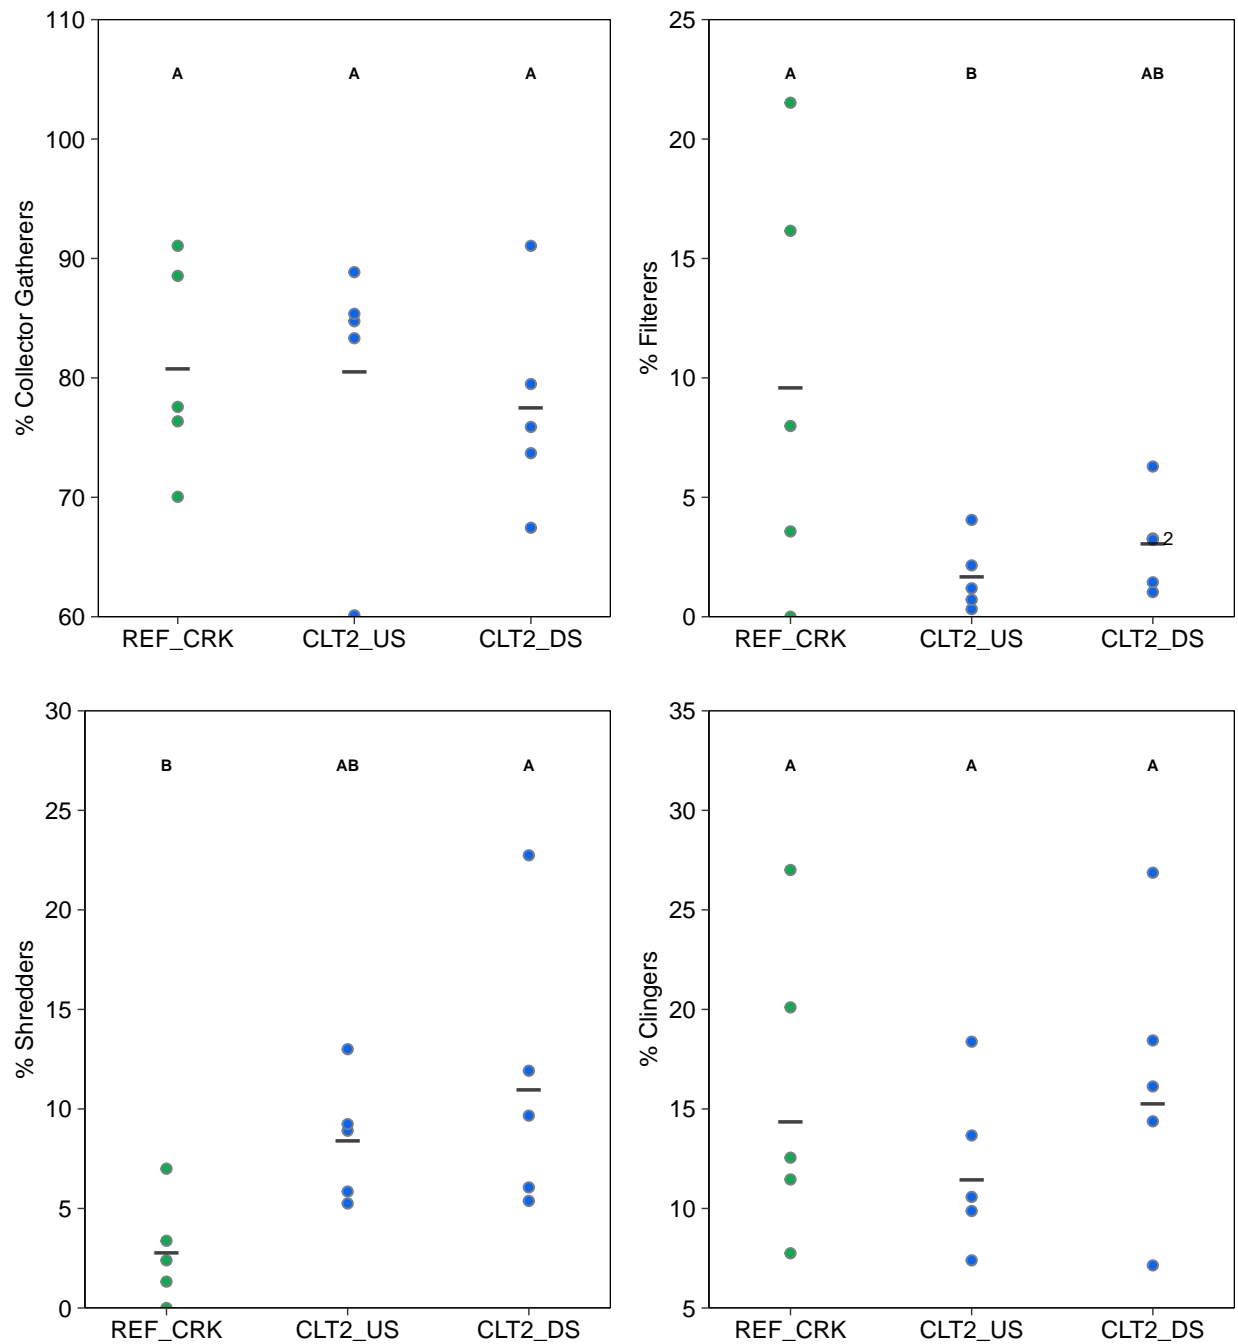 110
100
90
80
70
60
% Collector Gatherers
A A A
REF_CRK CLT2_US CLT2_DS
25
20
15
10
5
0
% Filterers
A B AB
2
REF_CRK CLT2_US CLT2_DS
30
25
20
15
10
5
0
% Shredders
B AB A
REF_CRK CLT2_US CLT2_DS
35
30
25
20
15
10
5
% Clingers
A A A
REF_CRK CLT2_US CLT2_DS